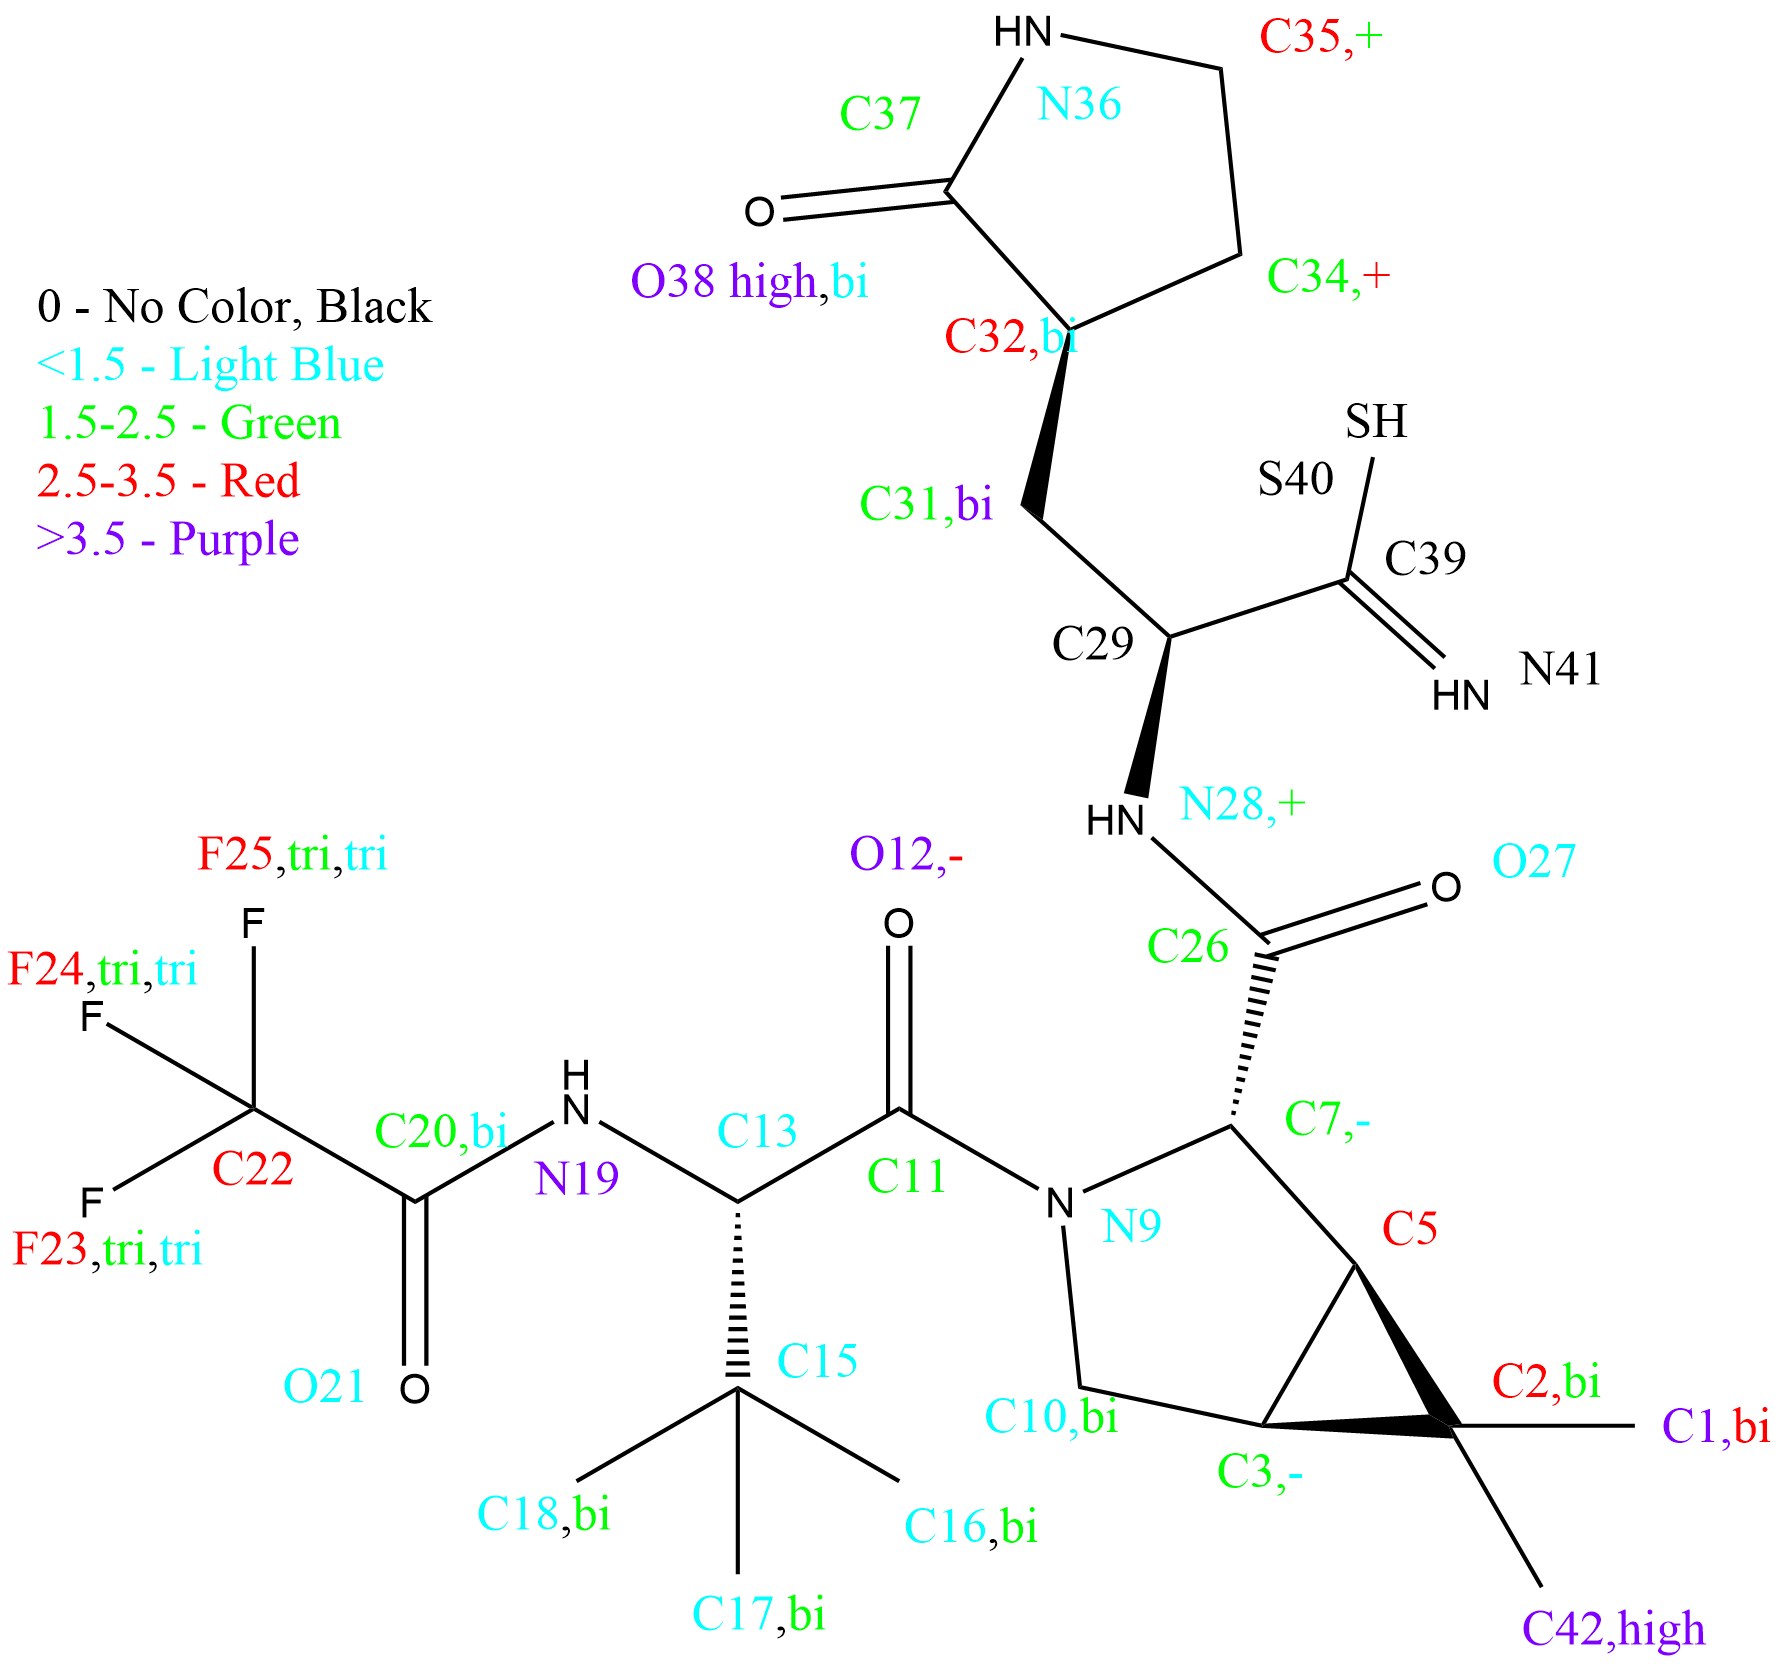 HN
C35,+
C37
N36
O
O38 high,bi
C34,+
C32,bi
0 - No Color, Black
<1.5 - Light Blue
1.5-2.5 - Green
2.5-3.5 - Red
>3.5 - Purple
SH
S40
C31,bi
C39
C29
N41
HN
N28,+
HN
O27
O
F25,tri,tri
O12,-
F
O
C26
F24,tri,tri
F
H
N
C20,bi
C13
C7,-
C22
N19
C11
F
N
N9
C5
F23,tri,tri
C15
O21
O
C2,bi
C10,bi
C1,bi
C3,-
C18,bi
C16,bi
C17,bi
C42,high